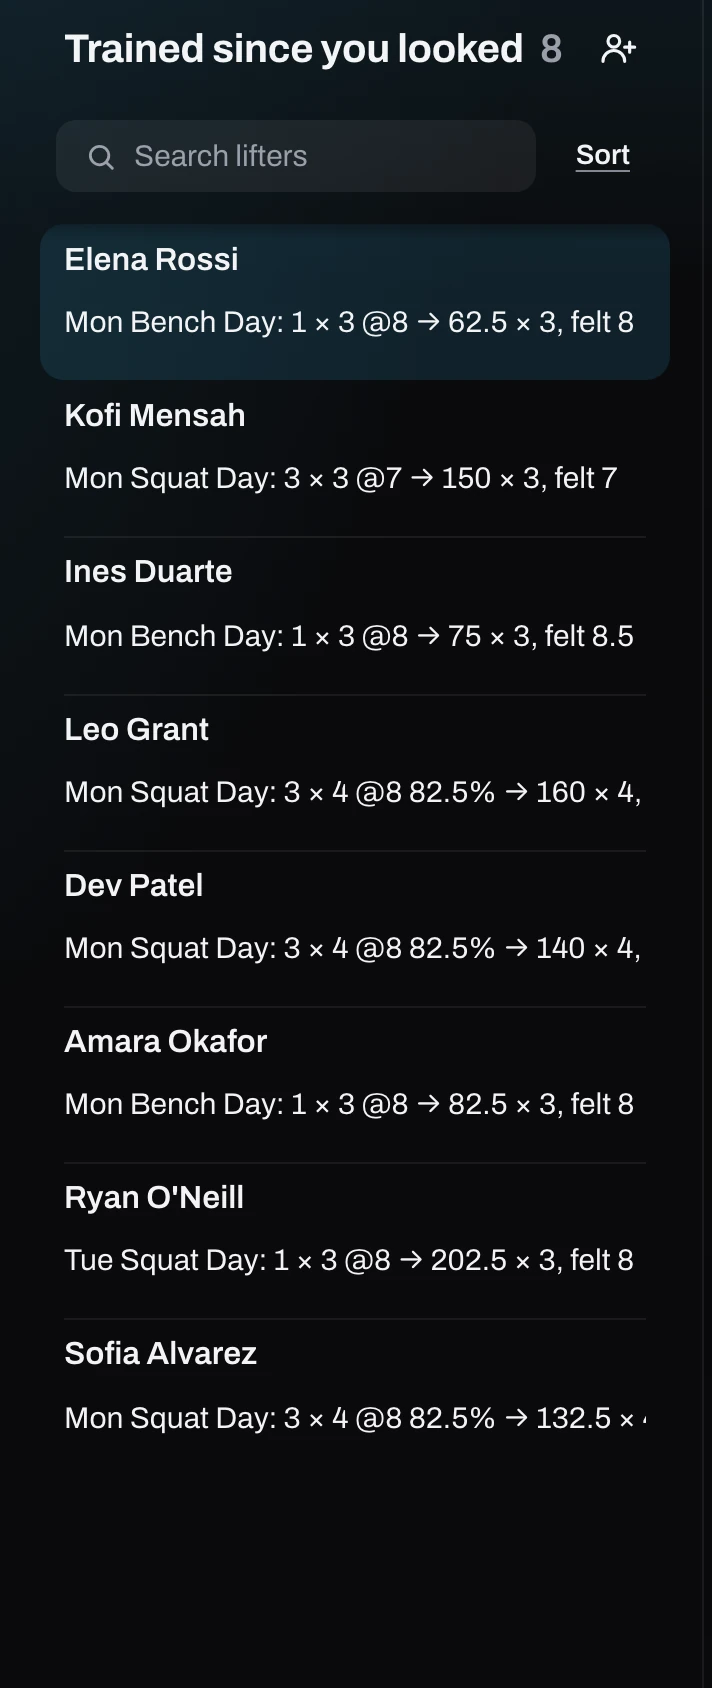 Trained since you looked 8
Search lifters
Sort
Elena Rossi
Mon Bench Day: 1 × 3 @8 → 62.5 × 3, felt 8
Kofi Mensah
Mon Squat Day: 3 × 3 @7 → 150 × 3, felt 7
Ines Duarte
Mon Bench Day: 1 × 3 @8 → 75 × 3, felt 8.5
Leo Grant
Mon Squat Day: 3 × 4 @8 82.5% → 160 × 4,
Dev Patel
Mon Squat Day: 3 × 4 @8 82.5% → 140 × 4,
Amara Okafor
Mon Bench Day: 1 × 3 @8 → 82.5 × 3, felt 8
Ryan O'Neill
Tue Squat Day: 1 × 3 @8 → 202.5 × 3, felt 8
Sofia Alvarez
Mon Squat Day: 3 × 4 @8 82.5% → 132.5 ×